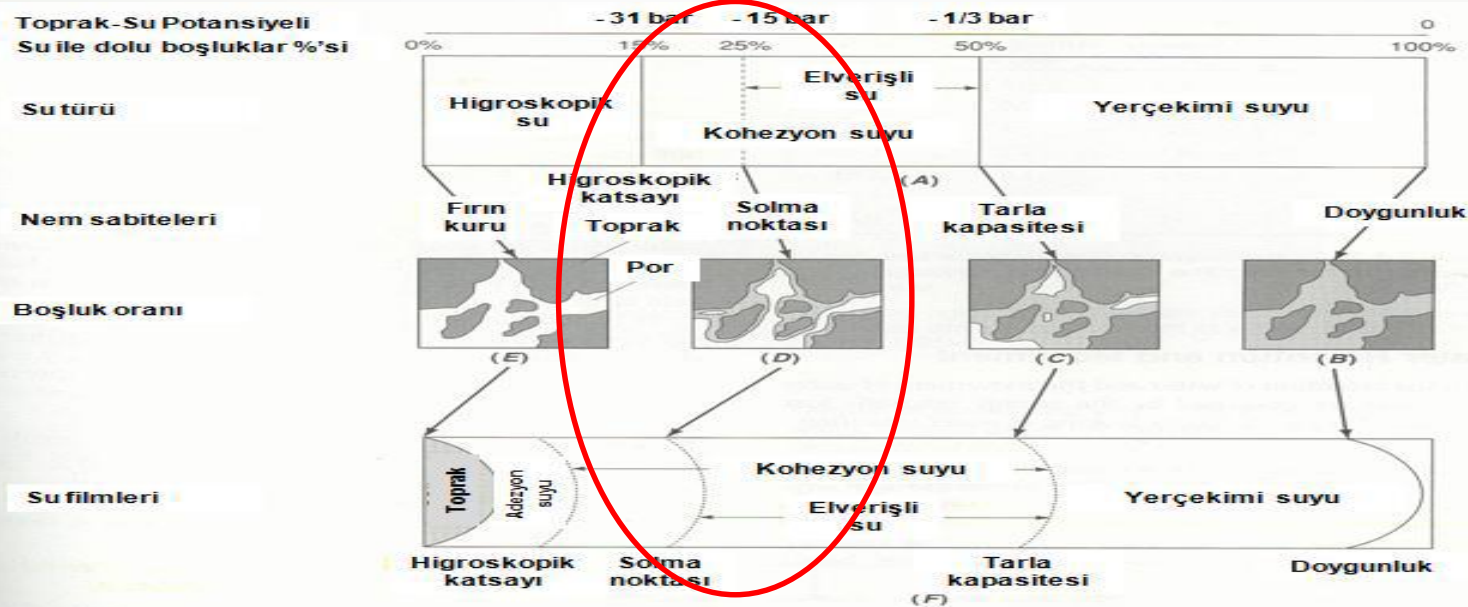 Toprak-Su Potansiyeli
-31 bar -15 bar -1/3 bar 0
Su ile dolu boşluklar %'si
0% 15% 25% 50% 100%
Su türü
Higroskopik
su
Elverişli
su
Kohezyon suyu
Yerçekimi suyu
(A)
Higroskopik
katsayı
Nem sabiteleri
Fırın
kuru
Toprak
Solma
noktası
Tarla
kapasitesi
Doygunluk
Por
Boşluk oranı
(E) (D) (C) (B)
Su filmleri
Toprak
Adezyon
suyu
Kohezyon suyu
Elverişli
su
Yerçekimi suyu
Higroskopik
katsayı
Solma
noktası
Tarla
kapasitesi
Doygunluk
(F)